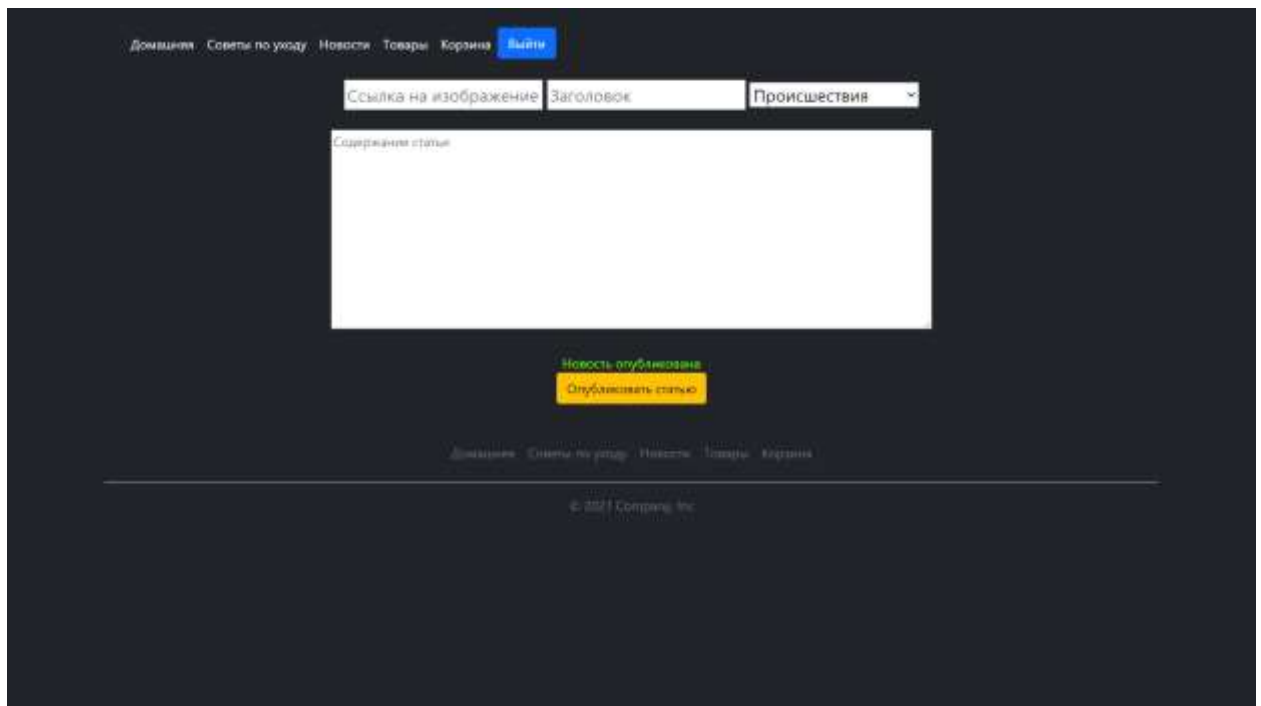 Домашняя Советы по уходу Новости Товары Корзина Выйти
Ссылка на изображение Заголовок Происшествия
Содержание статьи
Новость опубликована
Опубликовать статью
Домашняя Советы по уходу Новости Товары Корзина
© 2021 Company, Inc